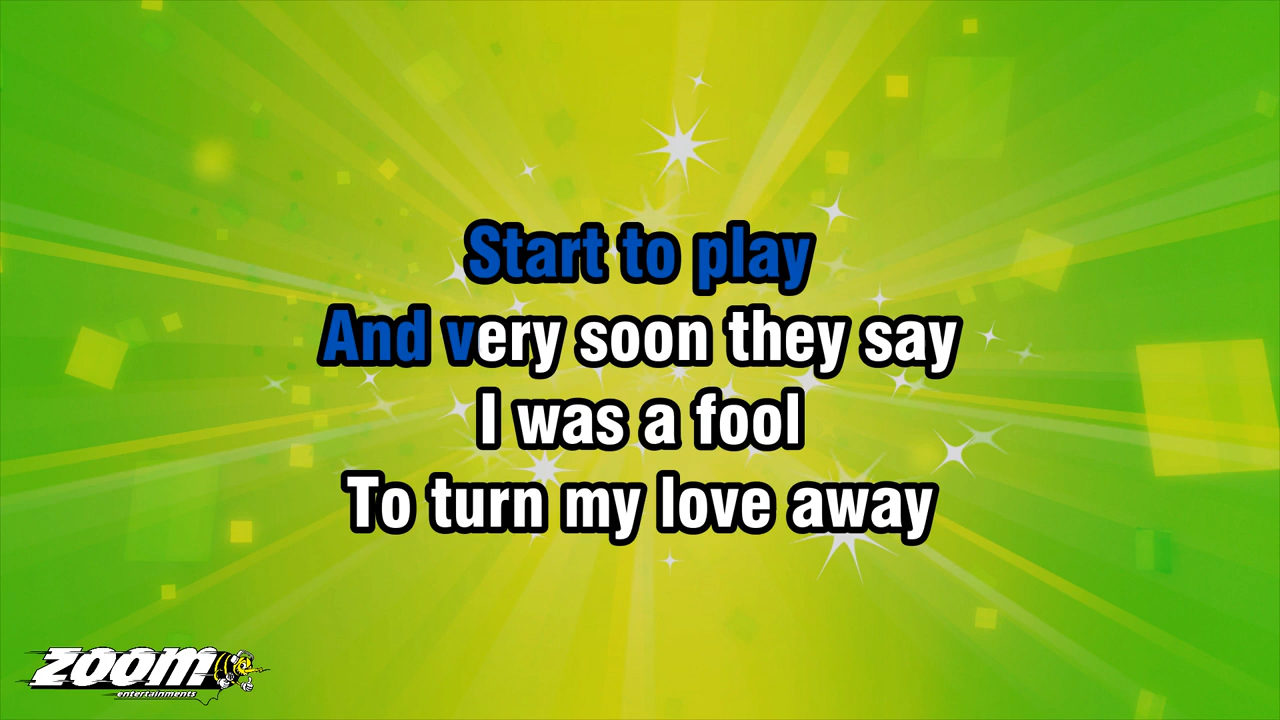 Start to play
And very soon they say
I was a fool
To turn my love away
zoom
entertainments